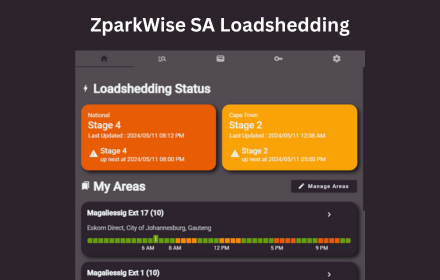 ZparkWise SA Loadshedding
Loadshedding Status
National
Stage 4
Last Updated : 2024/05/11 08:12 PM
Stage 4
up next at 2024/05/11 08:00 PM
Cape Town
Stage 2
Last Updated : 2024/05/11 12:08 AM
Stage 2
up next at 2024/05/11 05:00 PM
My Areas
Manage Areas
Magaliessig Ext 17 (10)
Eskom Direct, City of Johannesburg, Gauteng
6 AM 8 AM 12 PM 5 PM 9 PM
Magaliessig Ext 1 (10)